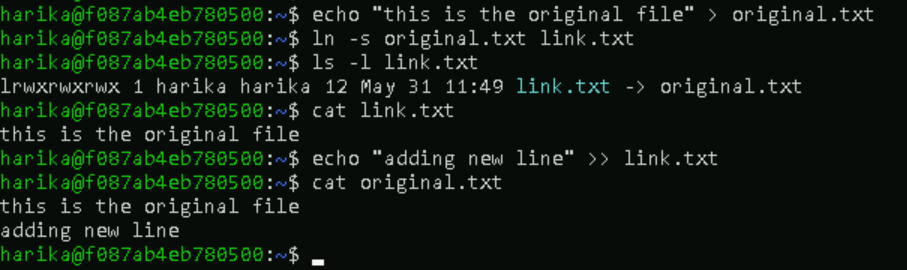 harika@f087ab4eb780500:~$ echo "this is the original file" > original.txt
harika@f087ab4eb780500:~$ ln -s original.txt link.txt
harika@f087ab4eb780500:~$ ls -l link.txt
lrwxrwxrwx 1 harika harika 12 May 31 11:49 link.txt -> original.txt
harika@f087ab4eb780500:~$ cat link.txt
this is the original file
harika@f087ab4eb780500:~$ echo "adding new line" >> link.txt
harika@f087ab4eb780500:~$ cat original.txt
this is the original file
adding new line
harika@f087ab4eb780500:~$